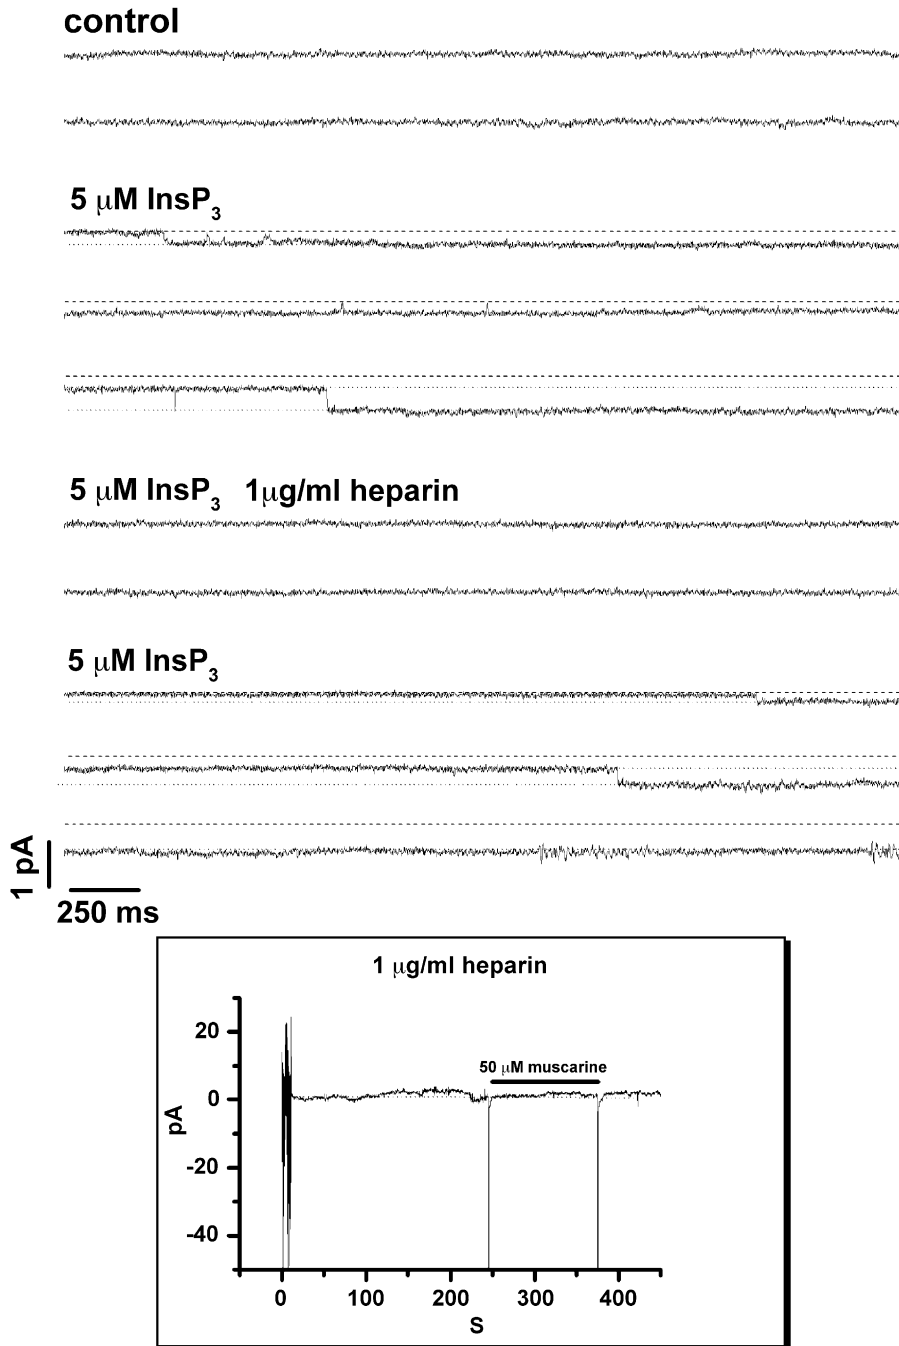 control
5 μM InsP₃
5 μM InsP₃ 1μg/ml heparin
5 μM InsP₃
1 pA
250 ms
1 μg/ml heparin
50 μM muscarine
20
0
-20
-40
pA
0 100 200 300 400
S